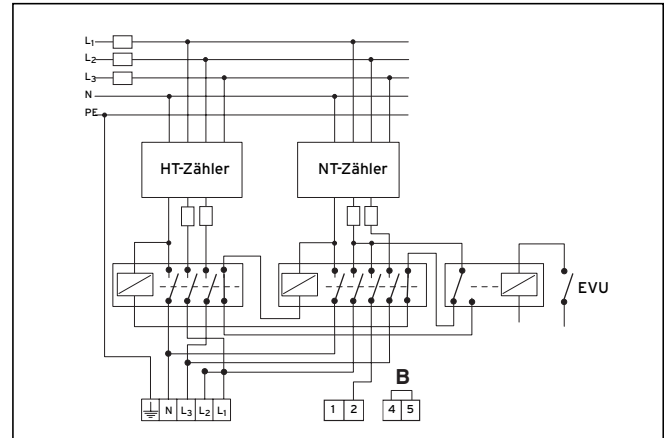 L1
L2
L3
N
PE
HT-Zähler NT-Zähler
EVU
B
N L3 L2 L1 1 2 4 5